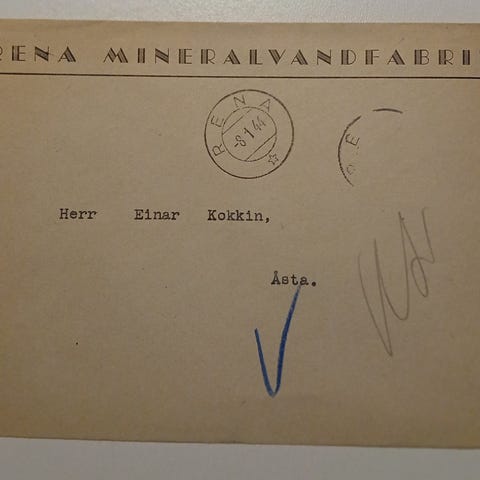 RENA MINERALVANDFABRI
RENA
-8 1 44
Herr Einar Kokkin,
Åsta.